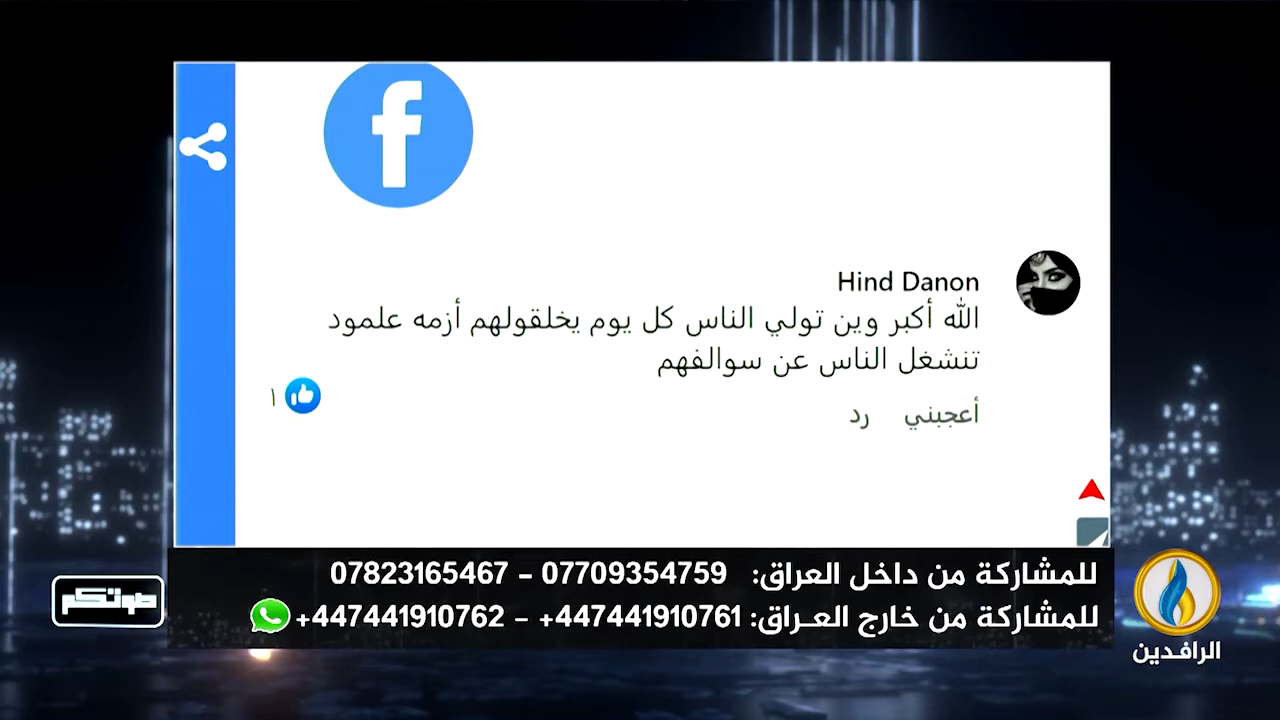 Hind Danon
الله أكبر وين تولي الناس كل يوم يخلقولهم أزمه علمود
تنشغل الناس عن سوالفهم
١
أعجبني رد
للمشاركة من داخل العراق: 07709354759 - 07823165467
للمشاركة من خارج العـراق: 447441910761+ - 447441910762+
صوتكم
الرافدين